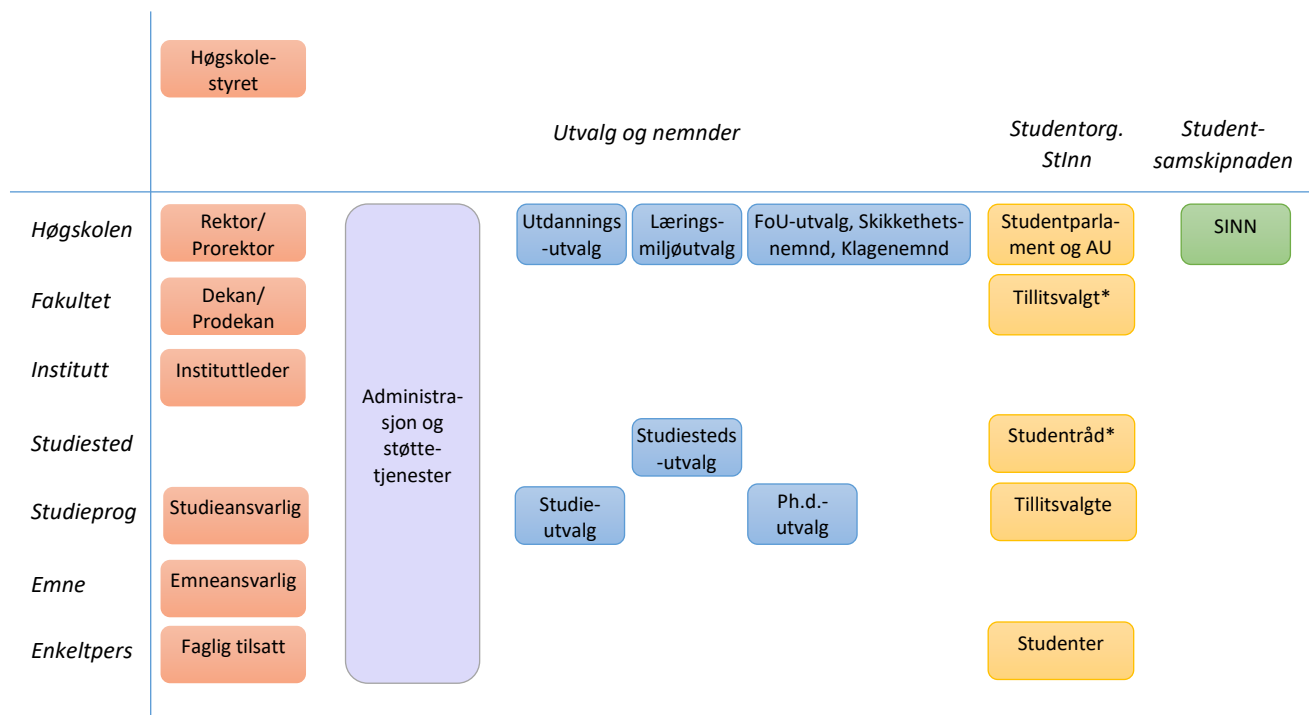 Høgskole-
styret
Utvalg og nemnder
Studentorg.
StInn
Student-
samskipnaden
Høgskolen
Rektor/
Prorektor
Utdannings
-utvalg
Lærings-
miljøutvalg
FoU-utvalg, Skikkethets-
nemnd, Klagenemnd
Studentparla-
ment og AU
SINN
Fakultet
Dekan/
Prodekan
Tillitsvalgt*
Institutt
Instituttleder
Administra-
sjon og
støtte-
tjenester
Studiested
Studiesteds
-utvalg
Studentråd*
Studieprog
Studieansvarlig
Studie-
utvalg
Ph.d.-
utvalg
Tillitsvalgte
Emne
Emneansvarlig
Enkeltpers
Faglig tilsatt
Studenter